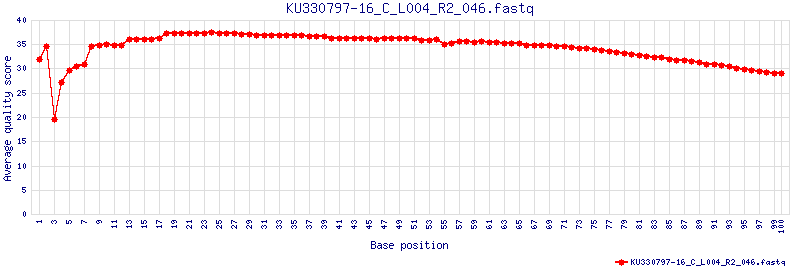 KU330797-16_C_L004_R2_046.fastq
Average quality score
40
35
30
25
20
15
10
5
0
1 3 5 7 9 11 13 15 17 19 21 23 25 27 29 31 33 35 37 39 41 43 45 47 49 51 53 55 57 59 61 63 65 67 69 71 73 75 77 79 81 83 85 87 89 91 93 95 97 99 100
Base position
KU330797-16_C_L004_R2_046.fastq